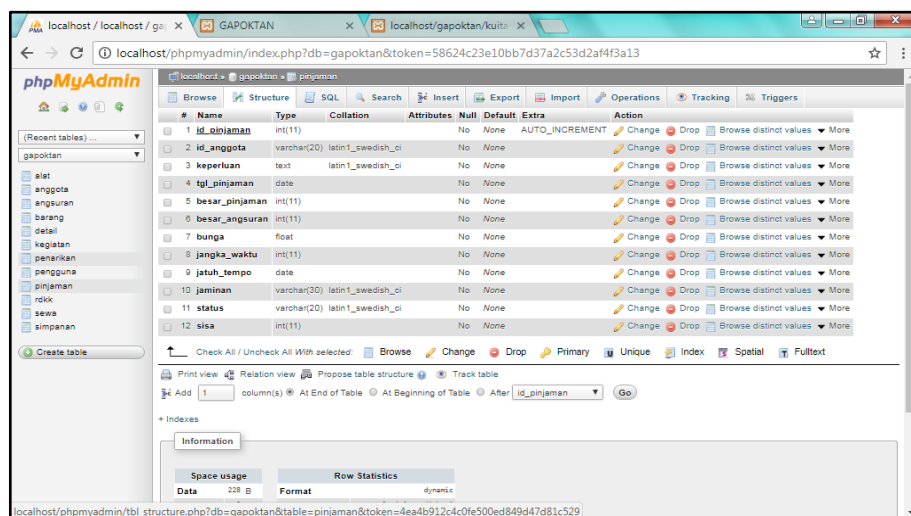 localhost / localhost / gap
GAPOKTAN
localhost/gapoktan/kuita
localhost/phpmyadmin/index.php?db=gapoktan&token=58624c23e10bb7d37a2c53d2af4f3a13
phpMyAdmin
(Recent tables) ...
gapoktan
alat
anggota
angsuran
barang
detail
kegiatan
penarikan
pengguna
pinjaman
rdkk
sewa
simpanan
Create table
localhost » gapoktan » pinjaman
Browse Structure SQL Search Insert Export Import Operations Tracking Triggers
# Name Type Collation Attributes Null Default Extra Action
1 id_pinjaman int(11) No None AUTO_INCREMENT Change Drop Browse distinct values More
2 id_anggota varchar(20) latin1_swedish_ci No None Change Drop Browse distinct values More
3 keperluan text latin1_swedish_ci No None Change Drop Browse distinct values More
4 tgl_pinjaman date No None Change Drop Browse distinct values More
5 besar_pinjaman int(11) No None Change Drop Browse distinct values More
6 besar_angsuran int(11) No None Change Drop Browse distinct values More
7 bunga float No None Change Drop Browse distinct values More
8 jangka_waktu int(11) No None Change Drop Browse distinct values More
9 jatuh_tempo date No None Change Drop Browse distinct values More
10 jaminan varchar(30) latin1_swedish_ci No None Change Drop Browse distinct values More
11 status varchar(20) latin1_swedish_ci No None Change Drop Browse distinct values More
12 sisa int(11) No None Change Drop Browse distinct values More
Check All / Uncheck All With selected: Browse Change Drop Primary Unique Index Spatial Fulltext
Print view Relation view Propose table structure Track table
Add 1 column(s) At End of Table At Beginning of Table After id_pinjaman Go
+ Indexes
Information
Space usage Row Statistics
Data 228 B Format dynamic
localhost/phpmyadmin/tbl_structure.php?db=gapoktan&table=pinjaman&token=4ea4b912c4c0fe500ed849d47d81c529